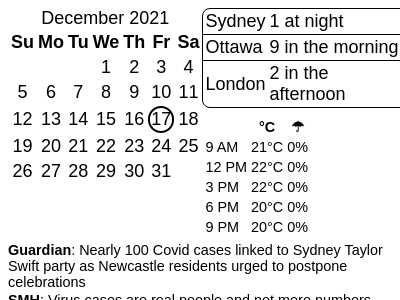 December 2021
Su Mo Tu We Th Fr Sa
1 2 3 4
5 6 7 8 9 10 11
12 13 14 15 16 17 18
19 20 21 22 23 24 25
26 27 28 29 30 31
Sydney 1 at night
Ottawa 9 in the morning
London 2 in the
afternoon
°C ☂
9 AM 21°C 0%
12 PM 22°C 0%
3 PM 22°C 0%
6 PM 20°C 0%
9 PM 20°C 0%
Guardian: Nearly 100 Covid cases linked to Sydney Taylor
Swift party as Newcastle residents urged to postpone
celebrations
SMH: Virus cases are real people and not mere numbers